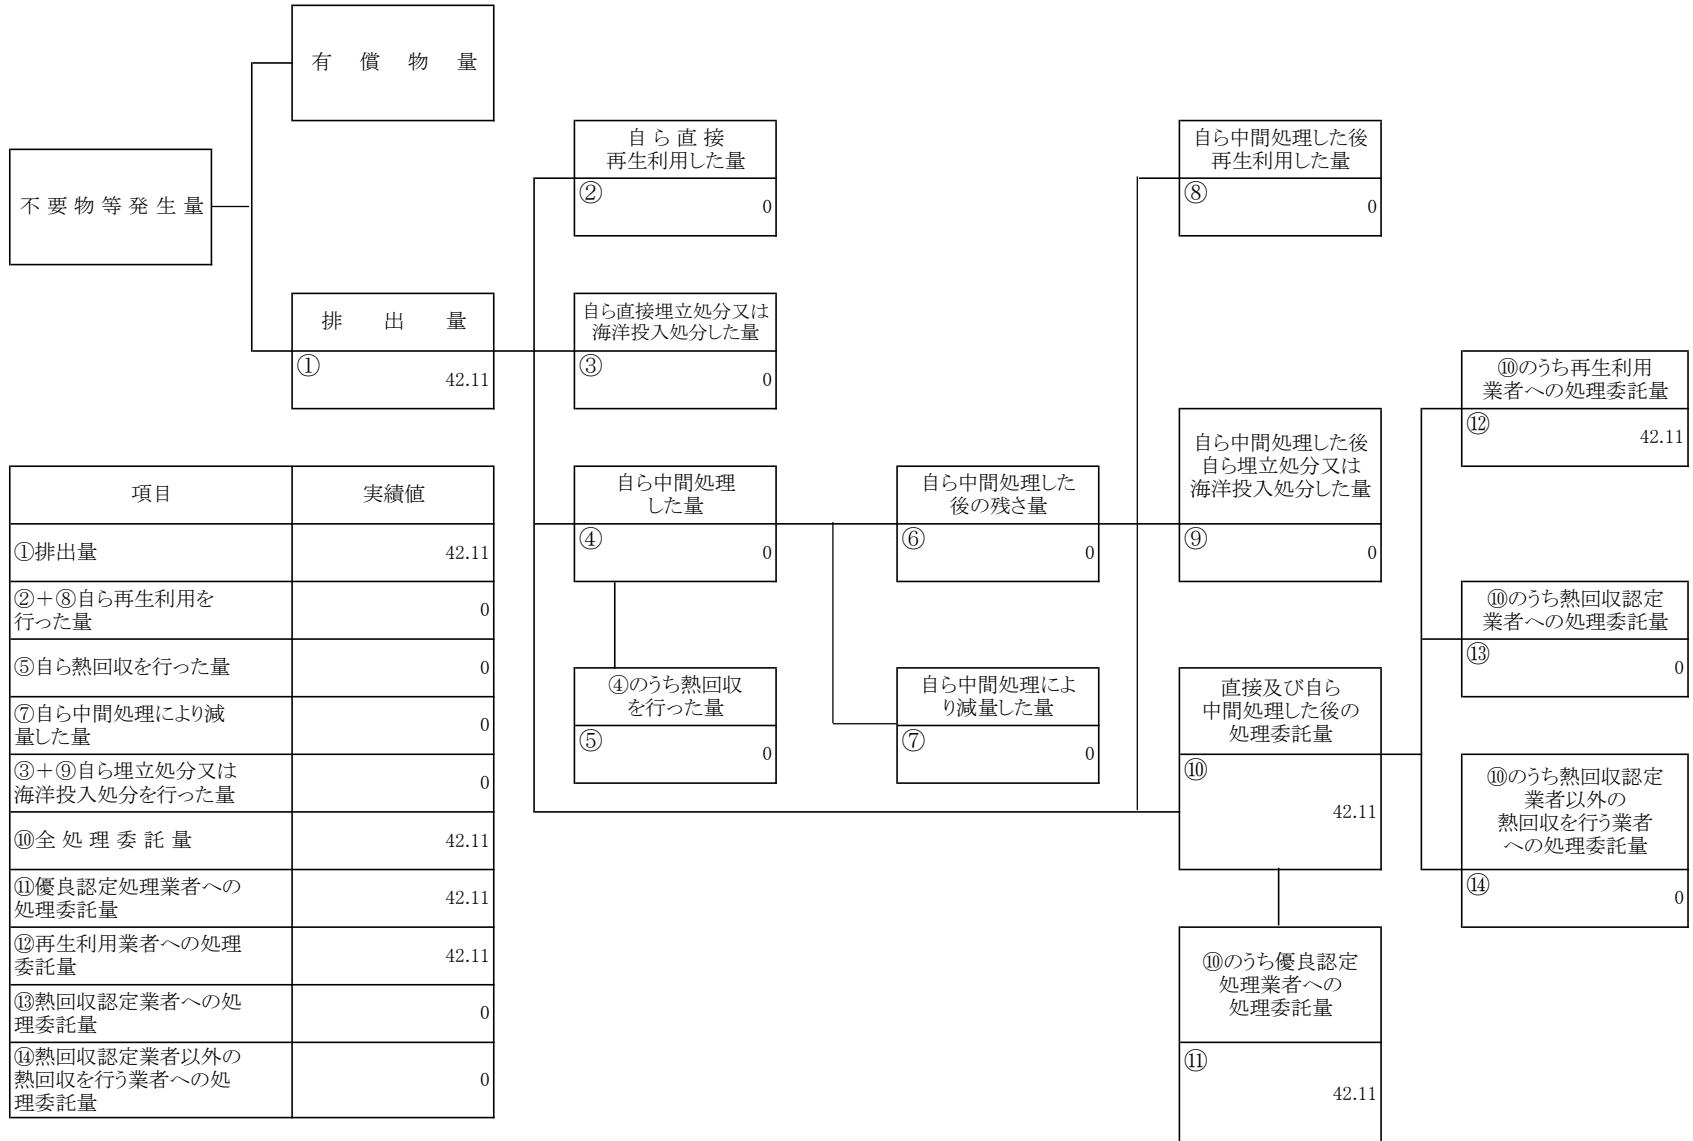 有償物量
不要物等発生量
排出量
①
42.11
自ら直接
再生利用した量
②
0
自ら直接埋立処分又は
海洋投入処分した量
③
0
自ら中間処理
した量
④
0
④のうち熱回収
を行った量
⑤
0
自ら中間処理した
後の残さ量
⑥
0
自ら中間処理によ
り減量した量
⑦
0
自ら中間処理した後
再生利用した量
⑧
0
自ら中間処理した後
自ら埋立処分又は
海洋投入処分した量
⑨
0
直接及び自ら
中間処理した後の
処理委託量
⑩
42.11
⑩のうち優良認定
処理業者への
処理委託量
⑪
42.11
⑩のうち再生利用
業者への処理委託量
⑫
42.11
⑩のうち熱回収認定
業者への処理委託量
⑬
0
⑩のうち熱回収認定
業者以外の
熱回収を行う業者
への処理委託量
⑭
0
項目 実績値
①排出量 42.11
②＋⑧自ら再生利用を
行った量 0
⑤自ら熱回収を行った量 0
⑦自ら中間処理により減
量した量 0
③＋⑨自ら埋立処分又は
海洋投入処分を行った量 0
⑩全処理委託量 42.11
⑪優良認定処理業者への
処理委託量 42.11
⑫再生利用業者への処理
委託量 42.11
⑬熱回収認定業者への処
理委託量 0
⑭熱回収認定業者以外の
熱回収を行う業者への処
理委託量 0